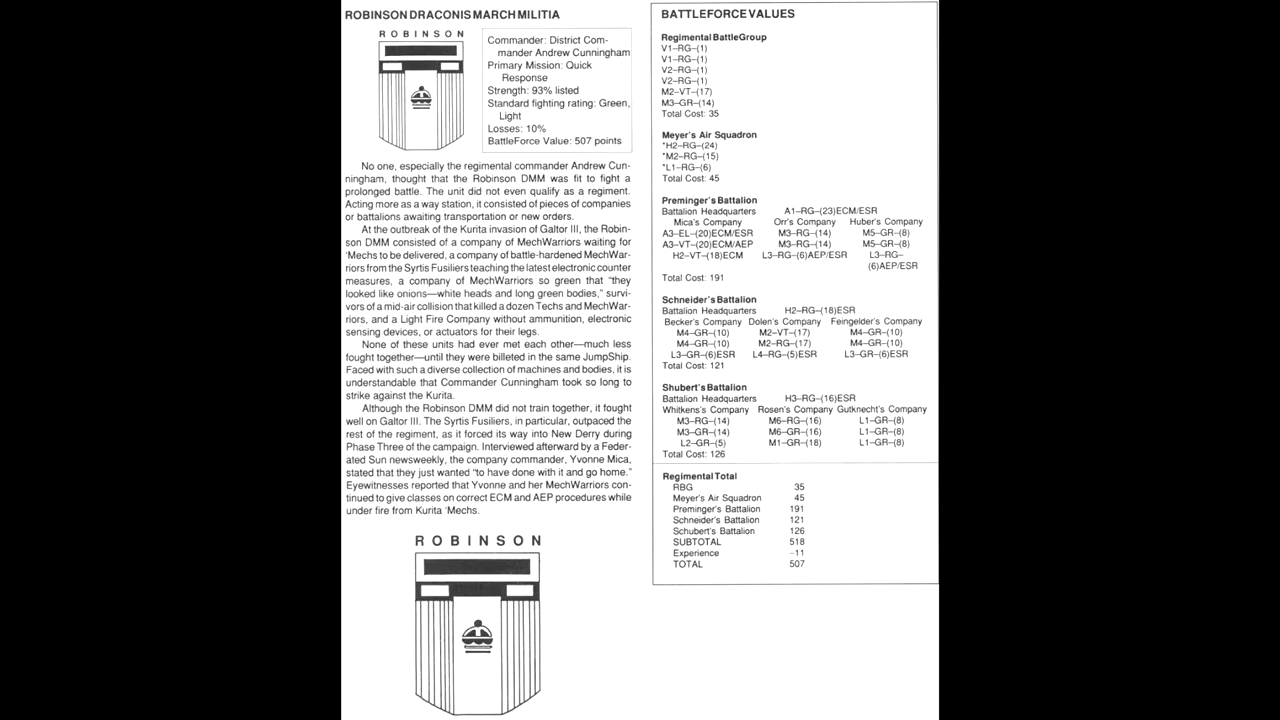 ROBINSON DRACONIS MARCH MILITIA
ROBINSON
Commander: District Com-
mander Andrew Cunningham
Primary Mission: Quick
Response
Strength: 93% listed
Standard fighting rating: Green,
Light
Losses: 10%
BattleForce Value: 507 points
No one, especially the regimental commander Andrew Cun-
ningham, thought that the Robinson DMM was fit to fight a
prolonged battle. The unit did not even qualify as a regiment.
Acting more as a way station, it consisted of pieces of companies
or battalions awaiting transportation or new orders.
At the outbreak of the Kurita invasion of Galtor III, the Robin-
son DMM consisted of a company of MechWarriors waiting for
'Mechs to be delivered, a company of battle-hardened MechWar-
riors from the Syrtis Fusiliers teaching the latest electronic counter
measures, a company of MechWarriors so green that "they
looked like onions—white heads and long green bodies," survi-
vors of a mid-air collision that killed a dozen Techs and MechWar-
riors, and a Light Fire Company without ammunition, electronic
sensing devices, or actuators for their legs.
None of these units had ever met each other—much less
fought together—until they were billeted in the same JumpShip.
Faced with such a diverse collection of machines and bodies, it is
understandable that Commander Cunningham took so long to
strike against the Kurita.
Although the Robinson DMM did not train together, it fought
well on Galtor III. The Syrtis Fusiliers, in particular, outpaced the
rest of the regiment, as it forced its way into New Derry during
Phase Three of the campaign. Interviewed afterward by a Feder-
ated Sun newsweekly, the company commander, Yvonne Mica,
stated that they just wanted "to have done with it and go home."
Eyewitnesses reported that Yvonne and her MechWarriors con-
tinued to give classes on correct ECM and AEP procedures while
under fire from Kurita 'Mechs.
ROBINSON
BATTLEFORCE VALUES
Regimental BattleGroup
V1–RG–(1)
V1–RG–(1)
V2–RG–(1)
V2–RG–(1)
M2–VT–(17)
M3–GR–(14)
Total Cost: 35
Meyer's Air Squadron
*H2–RG–(24)
*M2–RG–(15)
*L1–RG–(6)
Total Cost: 45
Preminger's Battalion
Battalion Headquarters A1–RG–(23)ECM/ESR
Mica's Company Orr's Company Huber's Company
A3–EL–(20)ECM/ESR M3–RG–(14) M5–GR–(8)
A3–VT–(20)ECM/AEP M3–RG–(14) M5–GR–(8)
H2–VT–(18)ECM L3–RG–(6)AEP/ESR L3–RG–
(6)AEP/ESR
Total Cost: 191
Schneider's Battalion
Battalion Headquarters H2–RG–(18)ESR
Becker's Company Dolen's Company Feingelder's Company
M4–GR–(10) M2–VT–(17) M4–GR–(10)
M4–GR–(10) M2–RG–(17) M4–GR–(10)
L3–GR–(6)ESR L4–RG–(5)ESR L3–GR–(6)ESR
Total Cost: 121
Shubert's Battalion
Battalion Headquarters H3–RG–(16)ESR
Whitkens's Company Rosen's Company Gutknecht's Company
M3–RG–(14) M6–RG–(16) L1–GR–(8)
M3–GR–(14) M6–GR–(16) L1–GR–(8)
L2–GR–(5) M1–GR–(18) L1–GR–(8)
Total Cost: 126
Regimental Total
RBG 35
Meyer's Air Squadron 45
Preminger's Battalion 191
Schneider's Battalion 121
Schubert's Battalion 126
SUBTOTAL 518
Experience -11
TOTAL 507